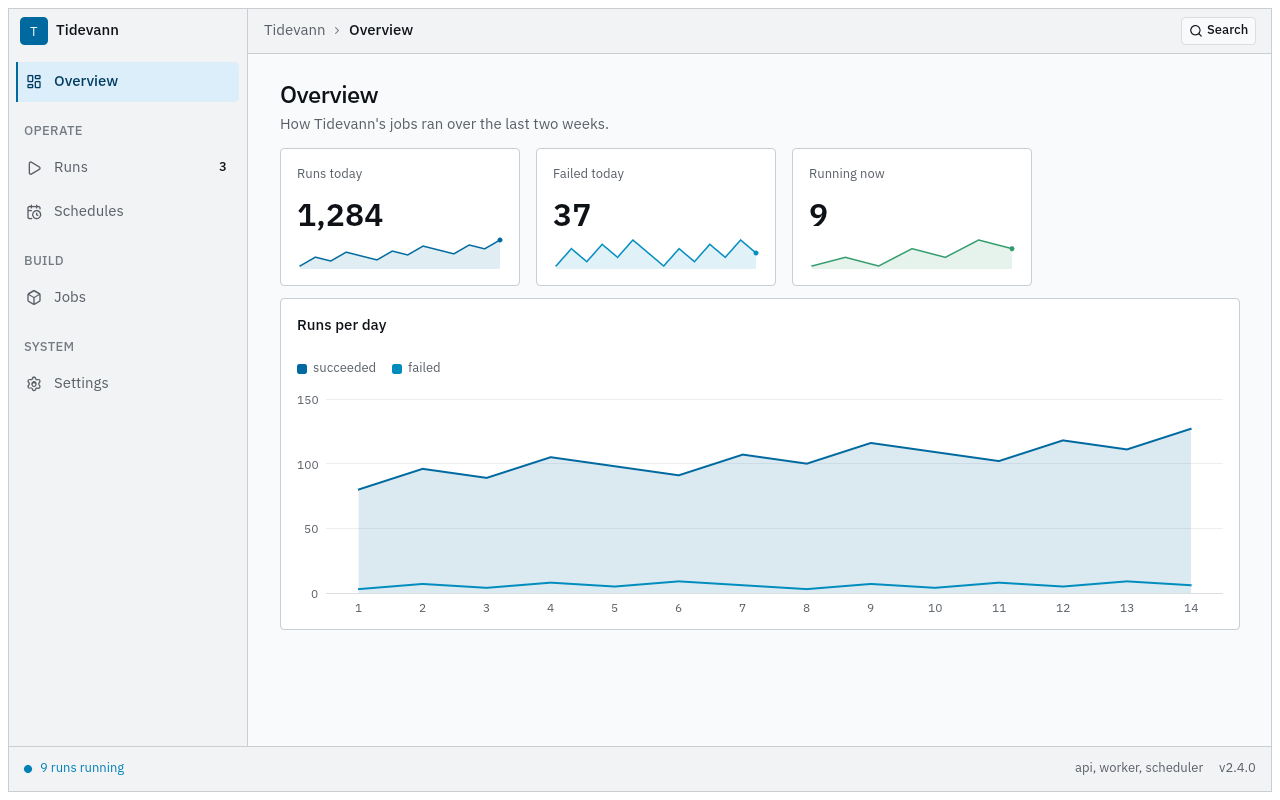 T Tidevann
Tidevann › Overview
Search
Overview
OPERATE
Runs 3
Schedules
BUILD
Jobs
SYSTEM
Settings
Overview
How Tidevann's jobs ran over the last two weeks.
Runs today
1,284
Failed today
37
Running now
9
Runs per day
succeeded failed
150
100
50
0
1 2 3 4 5 6 7 8 9 10 11 12 13 14
9 runs running
api, worker, scheduler v2.4.0